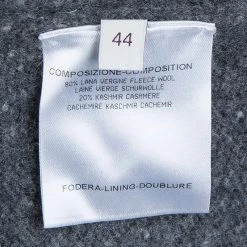 44
COMPOSIZIONE-COMPOSITION
80% LANA VERGINE FLEECE WOOL
LAINE VIERGE SCHURWOLLE
20% KASHMIR CASHMERE
CACHEMIRE KASCHMIR CACHEMIR
FODERA-LINING-DOUBLURE